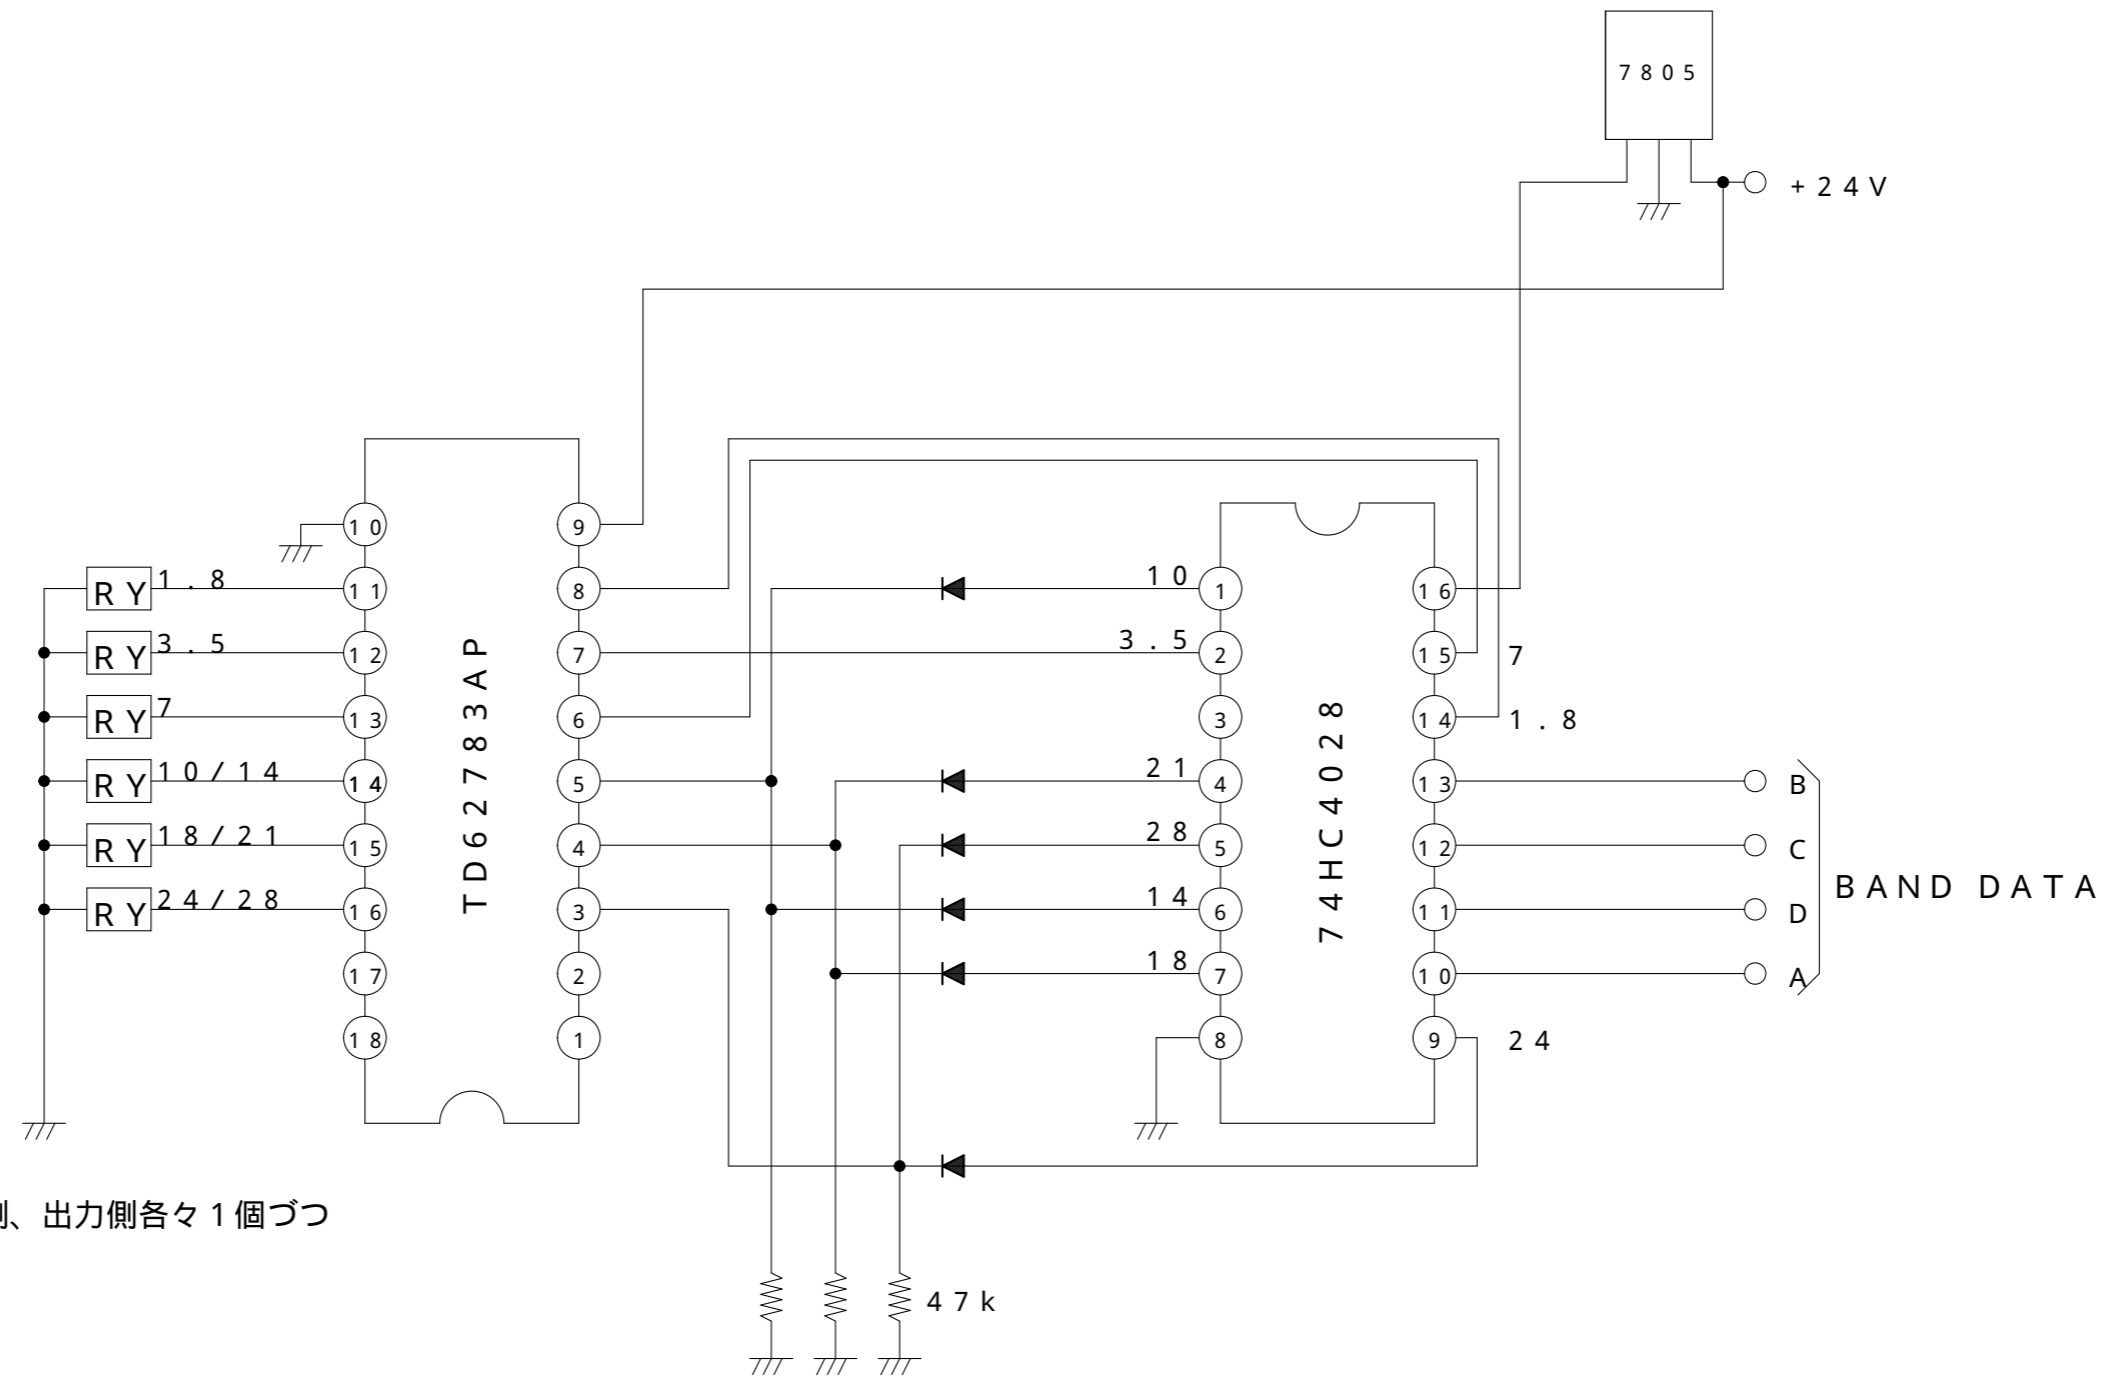 7805
+24V
10
9
11
8
12
7
13
6
14
5
15
4
16
3
17
2
18
1
RY 1.8
RY 3.5
RY 7
RY 10/14
RY 18/21
RY 24/28
TD62783AP
10
3.5
21
28
14
18
1
2
3
4
5
6
7
8
16
15
14
13
12
11
10
9
74HC4028
7
1.8
24
B
C
D
A
BAND DATA
、出力側各々1個づつ
47k